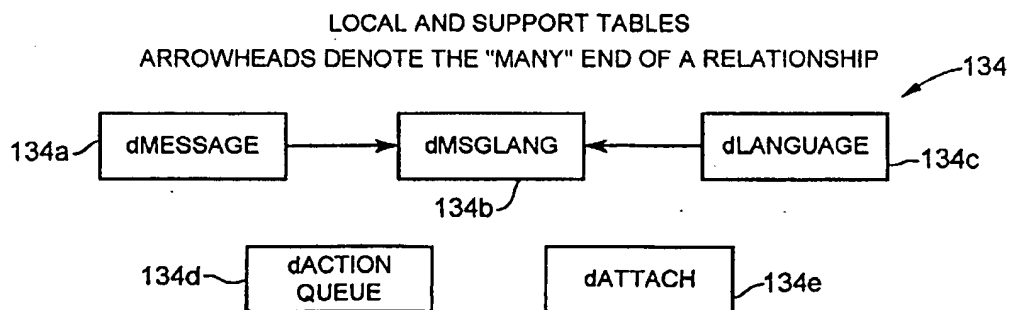 LOCAL AND SUPPORT TABLES
ARROWHEADS DENOTE THE "MANY" END OF A RELATIONSHIP
134
134a
dMESSAGE
dMSGLANG
dLANGUAGE
134c
134b
134d
dACTION
QUEUE
dATTACH
134e